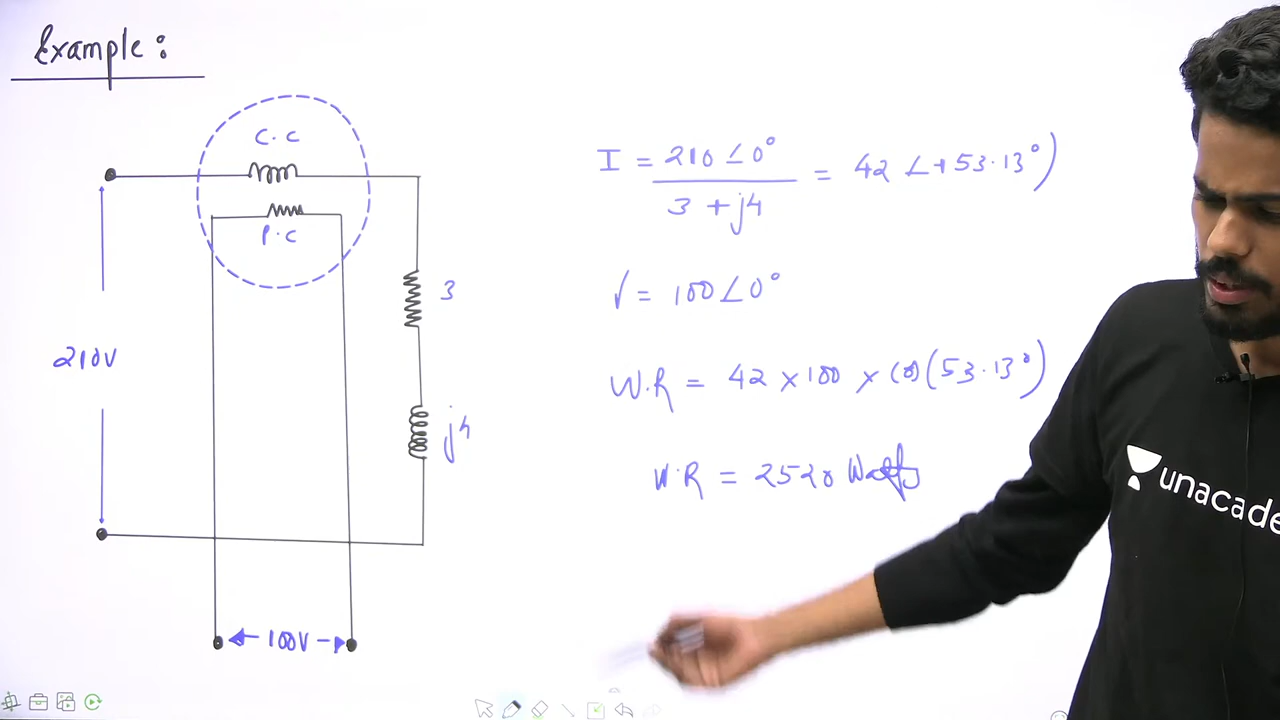 Example :
C.C
P.C
3
j4
210V
100V
I = 210∠0° / 3 + j4 = 42 ∠+53.13°)
V = 100∠0°
W.R = 42 × 100 × Cos(53.13°)
W.R = 2520 Watts
unacade